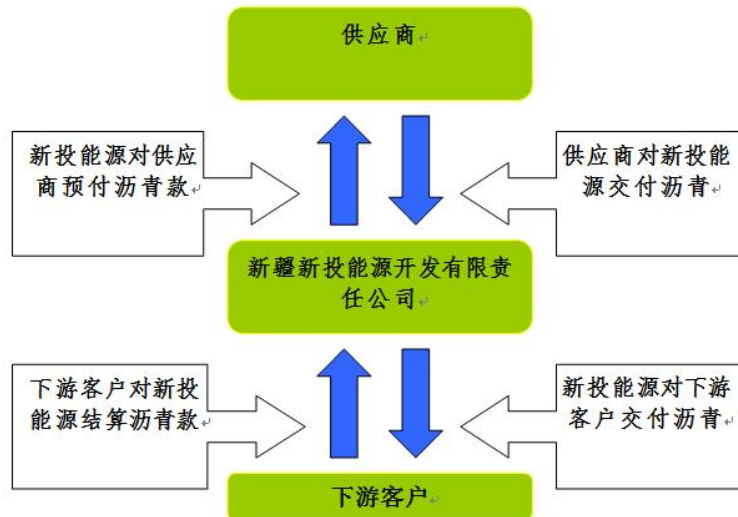 供应商
新投能源对供应
商预付沥青款
供应商对新投能
源交付沥青
新疆新投能源开发有限责
任公司
下游客户对新投
能源结算沥青款
新投能源对下游
客户交付沥青
下游客户